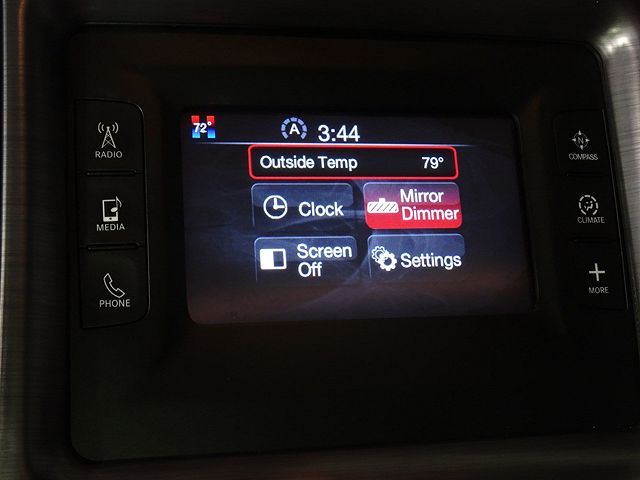 72°
A
3:44
Outside Temp 79°
Clock
Mirror
Dimmer
Screen
Off
Settings
RADIO
MEDIA
PHONE
COMPASS
CLIMATE
MORE